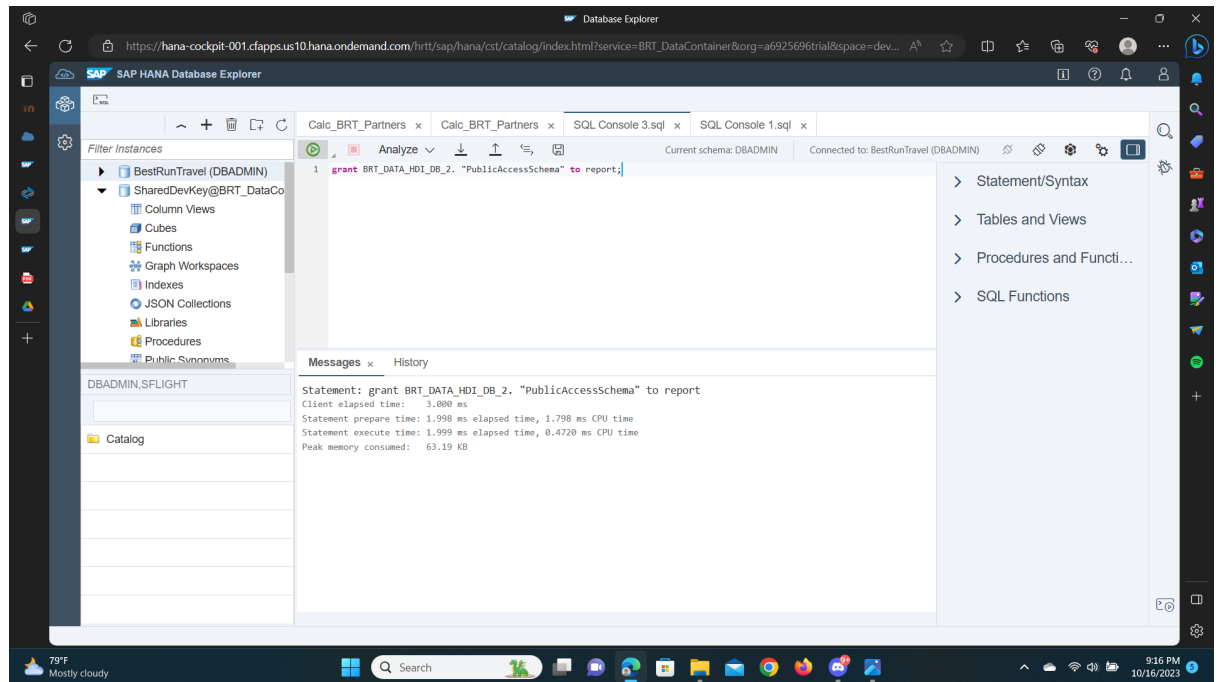 Database Explorer
https://hana-cockpit-001.cfapps.us10.hana.ondemand.com/hrtt/sap/hana/cst/catalog/index.html?service=BRT_DataContainer&org=a6925696trial&space=dev...
SAP SAP HANA Database Explorer
SQL
Calc_BRT_Partners x Calc_BRT_Partners x SQL Console 3.sql x SQL Console 1.sql x
Filter Instances
Analyze Current schema: DBADMIN Connected to: BestRunTravel (DBADMIN)
BestRunTravel (DBADMIN)
SharedDevKey@BRT_DataCo
Column Views
Cubes
Functions
Graph Workspaces
Indexes
JSON Collections
Libraries
Procedures
Public Synonyms
1 grant BRT_DATA_HDI_DB_2. "PublicAccessSchema" to report;
Statement/Syntax
Tables and Views
Procedures and Functi...
SQL Functions
Messages x History
DBADMIN,SFLIGHT
Catalog
Statement: grant BRT_DATA_HDI_DB_2. "PublicAccessSchema" to report
Client elapsed time: 3.000 ms
Statement prepare time: 1.998 ms elapsed time, 1.798 ms CPU time
Statement execute time: 1.999 ms elapsed time, 0.4720 ms CPU time
Peak memory consumed: 63.19 KB
79°F
Mostly cloudy
Search
9:16 PM
10/16/2023
5